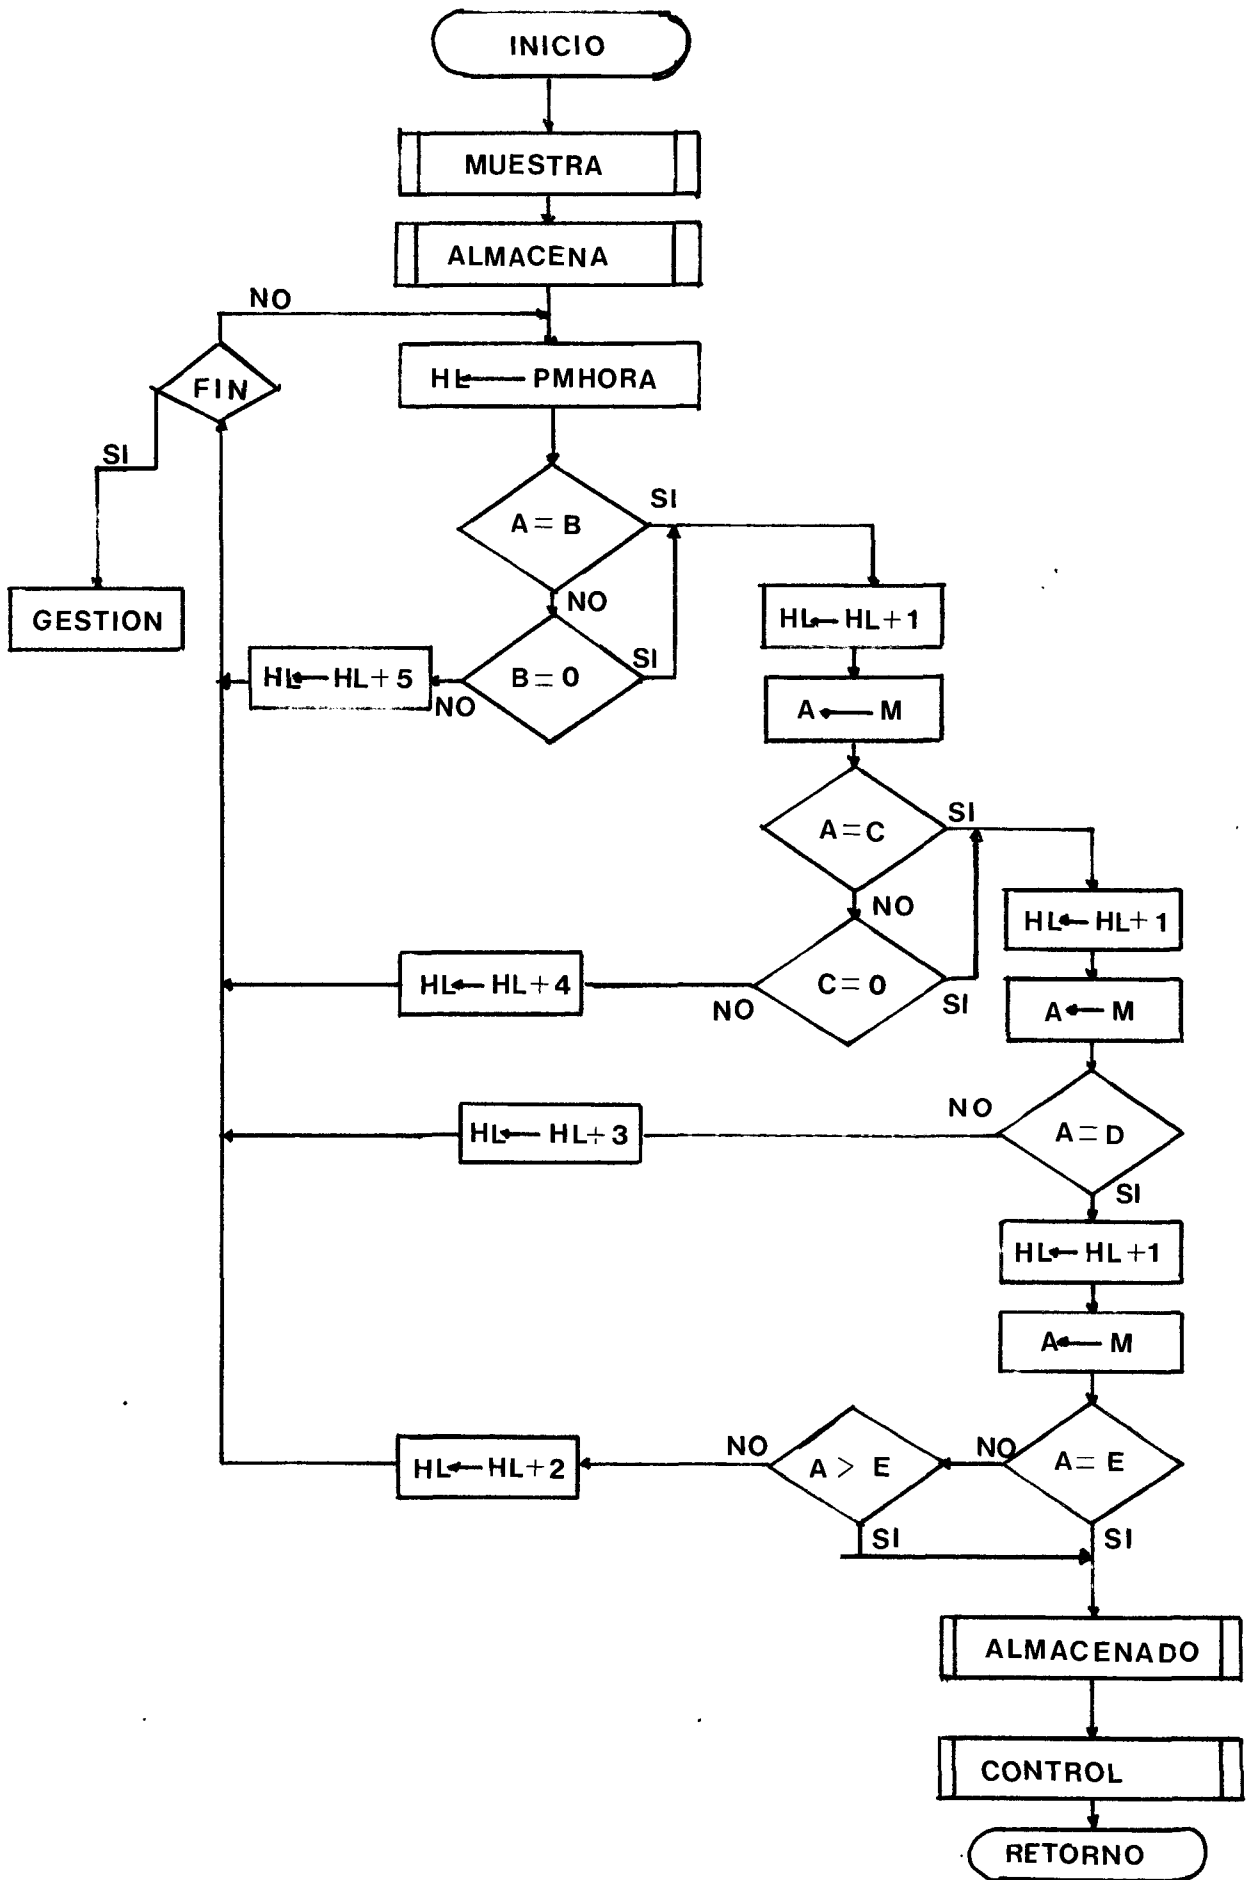 INICIO
MUESTRA
ALMACENA
NO
FIN
HL ← PMHORA
SI
A = B
SI
NO
GESTION
HL ← HL + 1
HL ← HL + 5
B = 0
SI
NO
A ← M
A = C
SI
NO
HL ← HL + 1
HL ← HL + 4
C = 0
NO
SI
A ← M
NO
HL ← HL + 3
A = D
SI
HL ← HL + 1
A ← M
NO
NO
HL ← HL + 2
A > E
A = E
SI
SI
ALMACENADO
CONTROL
RETORNO